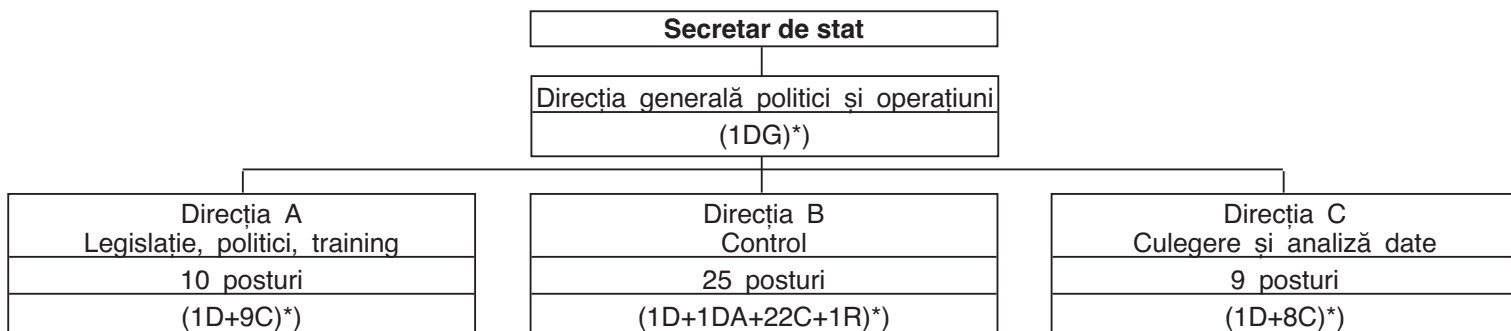 Secretar de stat
Direcția generală politici și operațiuni
(1DG)*)
Direcția A
Legislație, politici, training
10 posturi
(1D+9C)*)
Direcția B
Control
25 posturi
(1D+1DA+22C+1R)*)
Direcția C
Culegere și analiză date
9 posturi
(1D+8C)*)